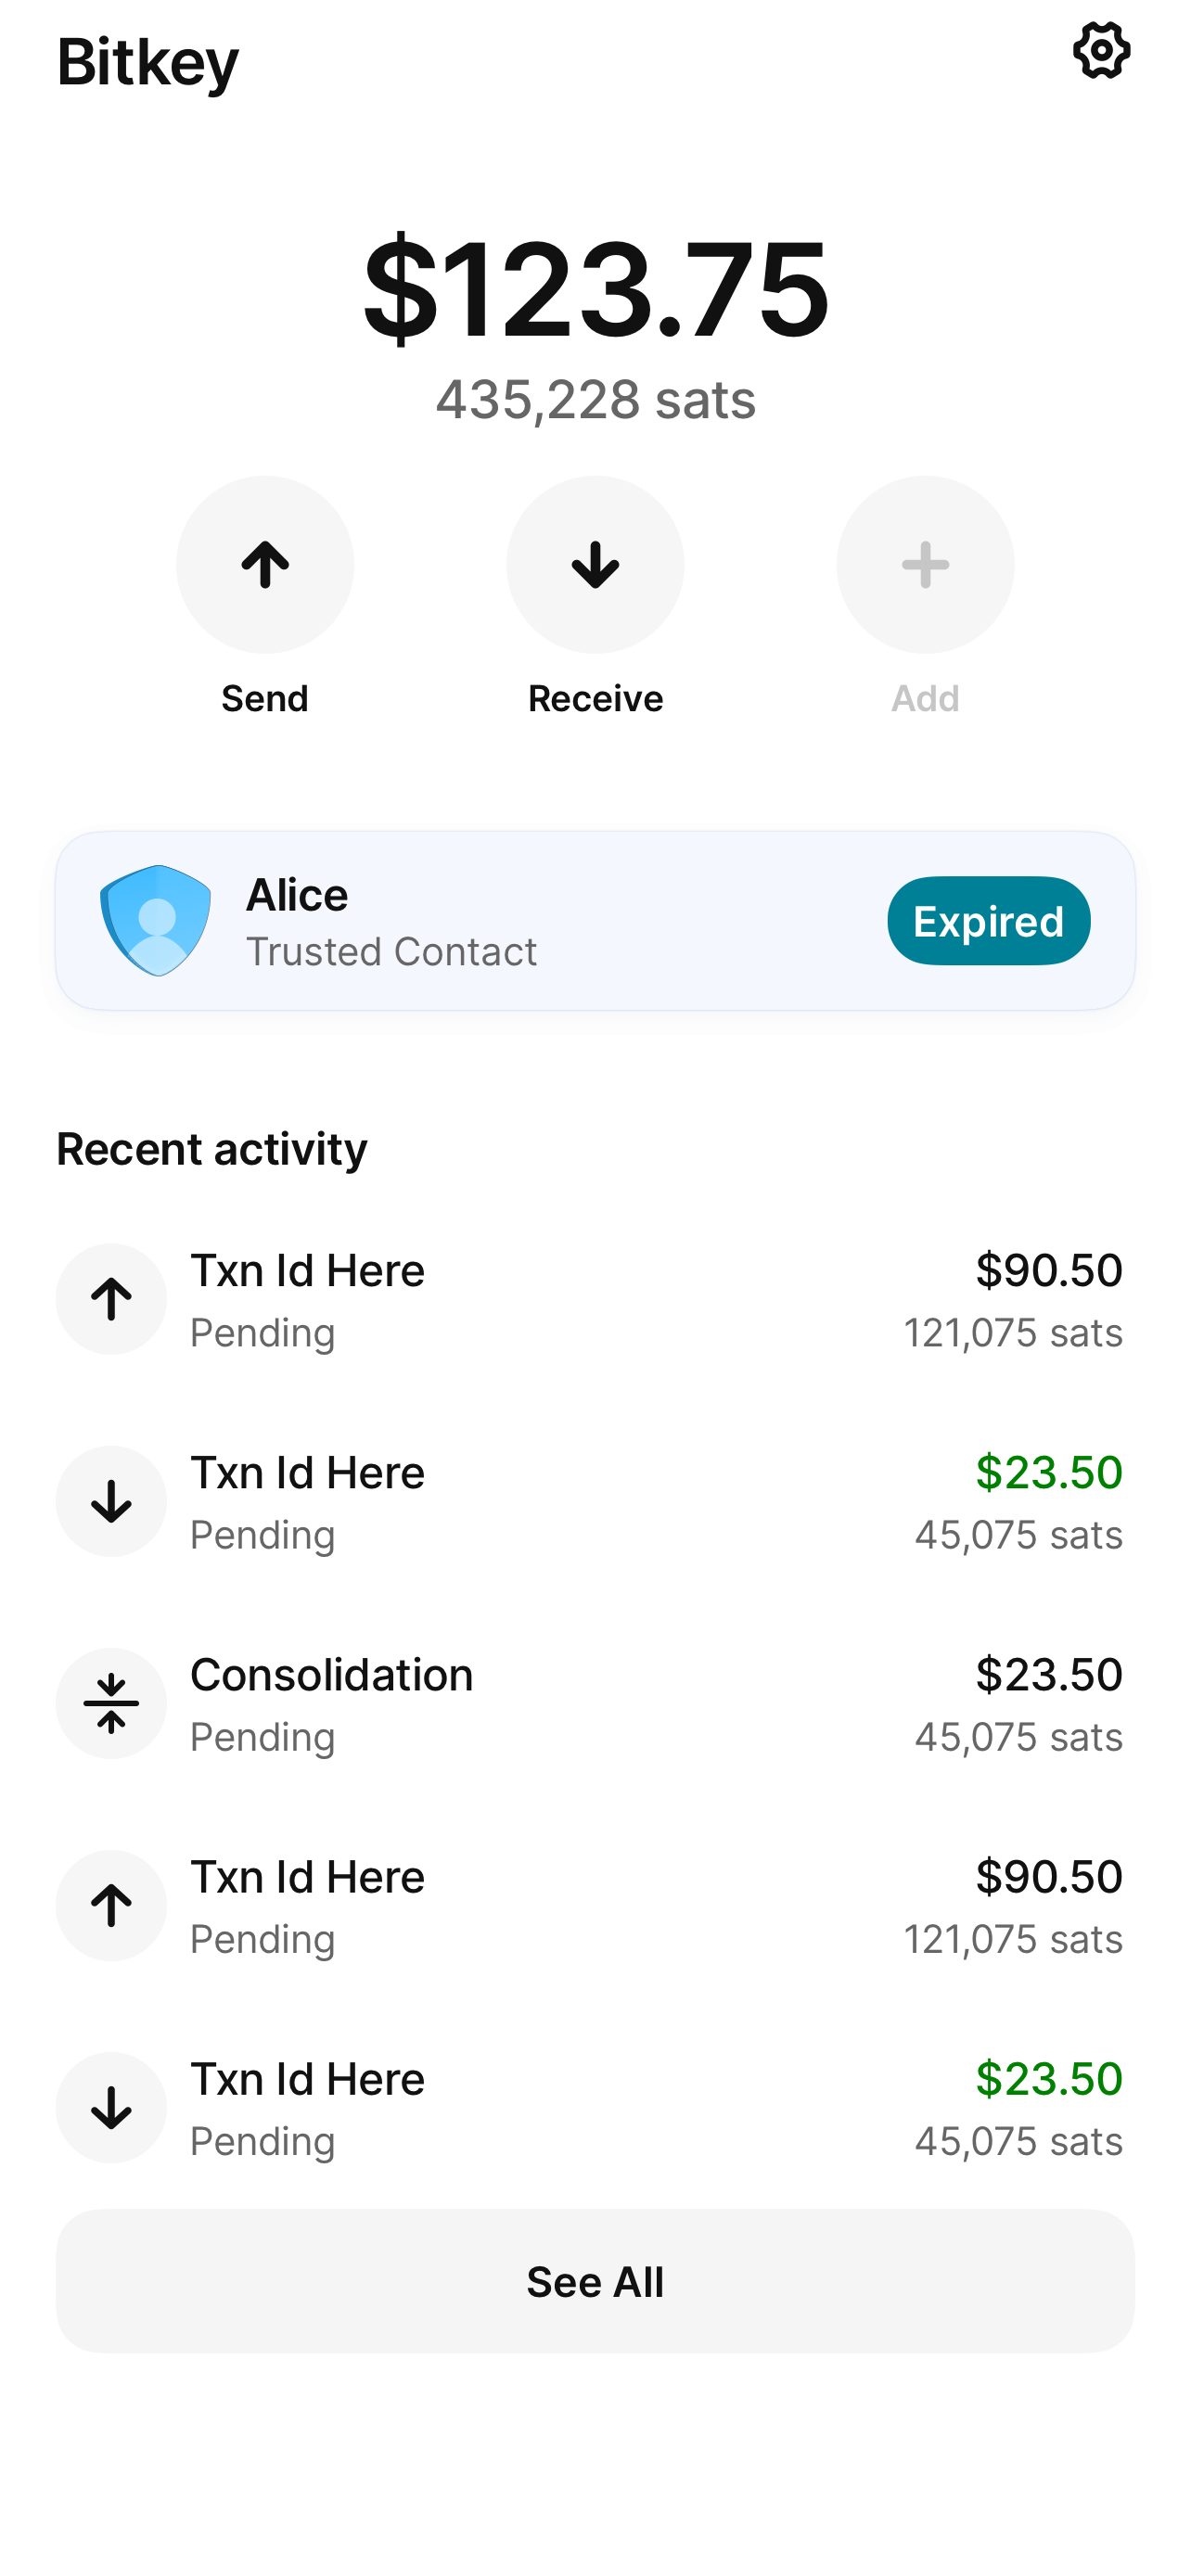 Bitkey
$123.75
435,228 sats
Send
Receive
Add
Alice
Trusted Contact
Expired
Recent activity
Txn Id Here
$90.50
Pending
121,075 sats
Txn Id Here
$23.50
Pending
45,075 sats
Consolidation
$23.50
Pending
45,075 sats
Txn Id Here
$90.50
Pending
121,075 sats
Txn Id Here
$23.50
Pending
45,075 sats
See All